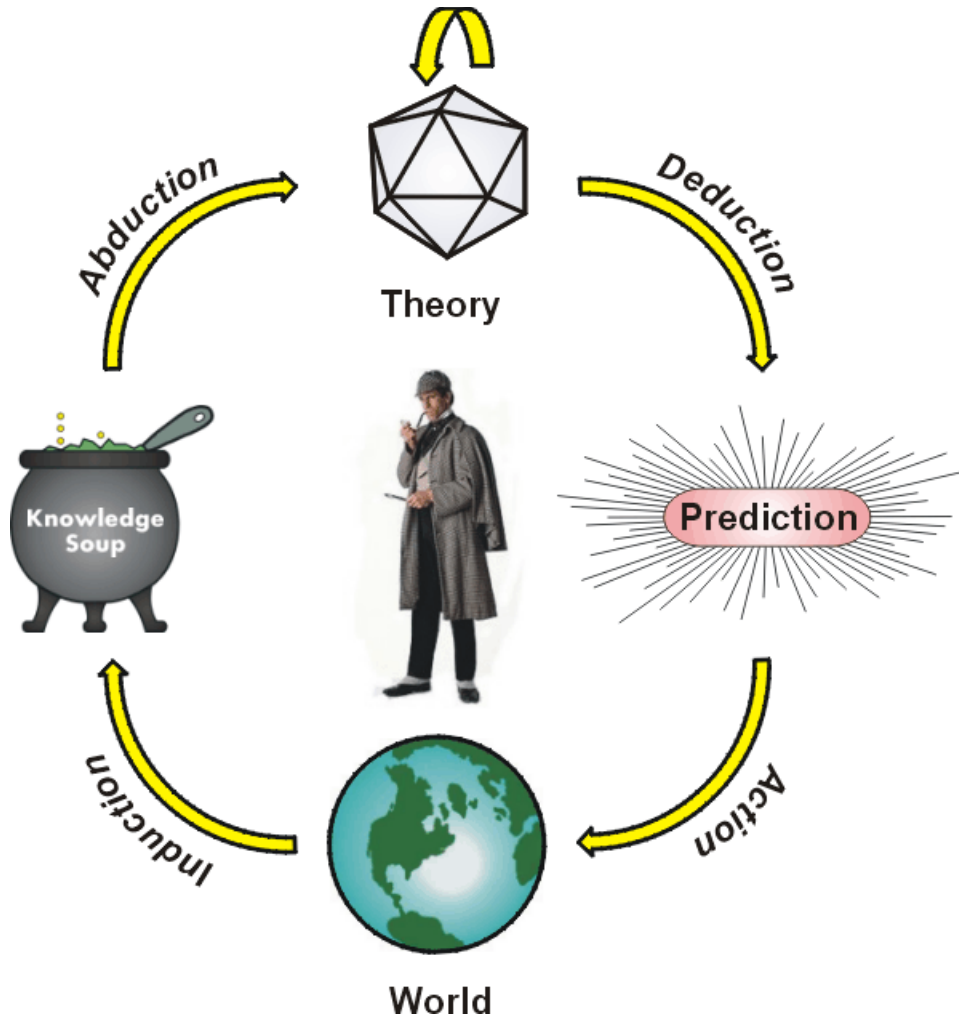 Abduction
Deduction
Theory
Knowledge
Soup
Prediction
Induction
Action
World